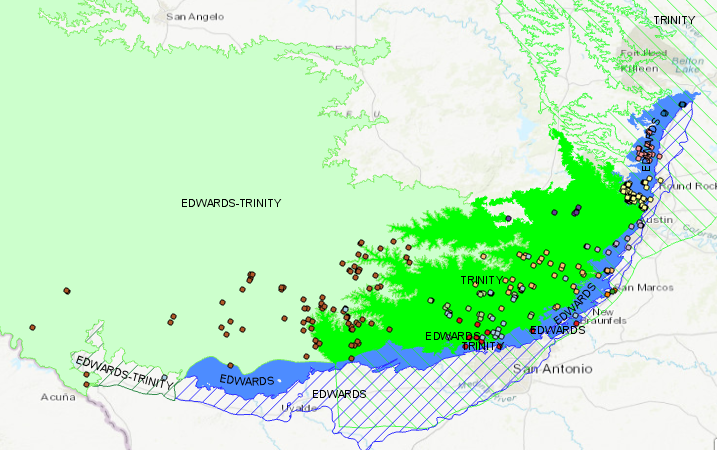 San Angelo
TRINITY
Fort Hood
Killeen
Belton
Lake
EDWARDS
Round Rock
Austin
EDWARDS-TRINITY
TRINITY
San Marcos
EDWARDS
New
Braunfels
EDWARDS
EDWARDS-
TRINITY
San Antonio
EDWARDS-TRINITY
EDWARDS
EDWARDS
Acuña
Uvalde
River